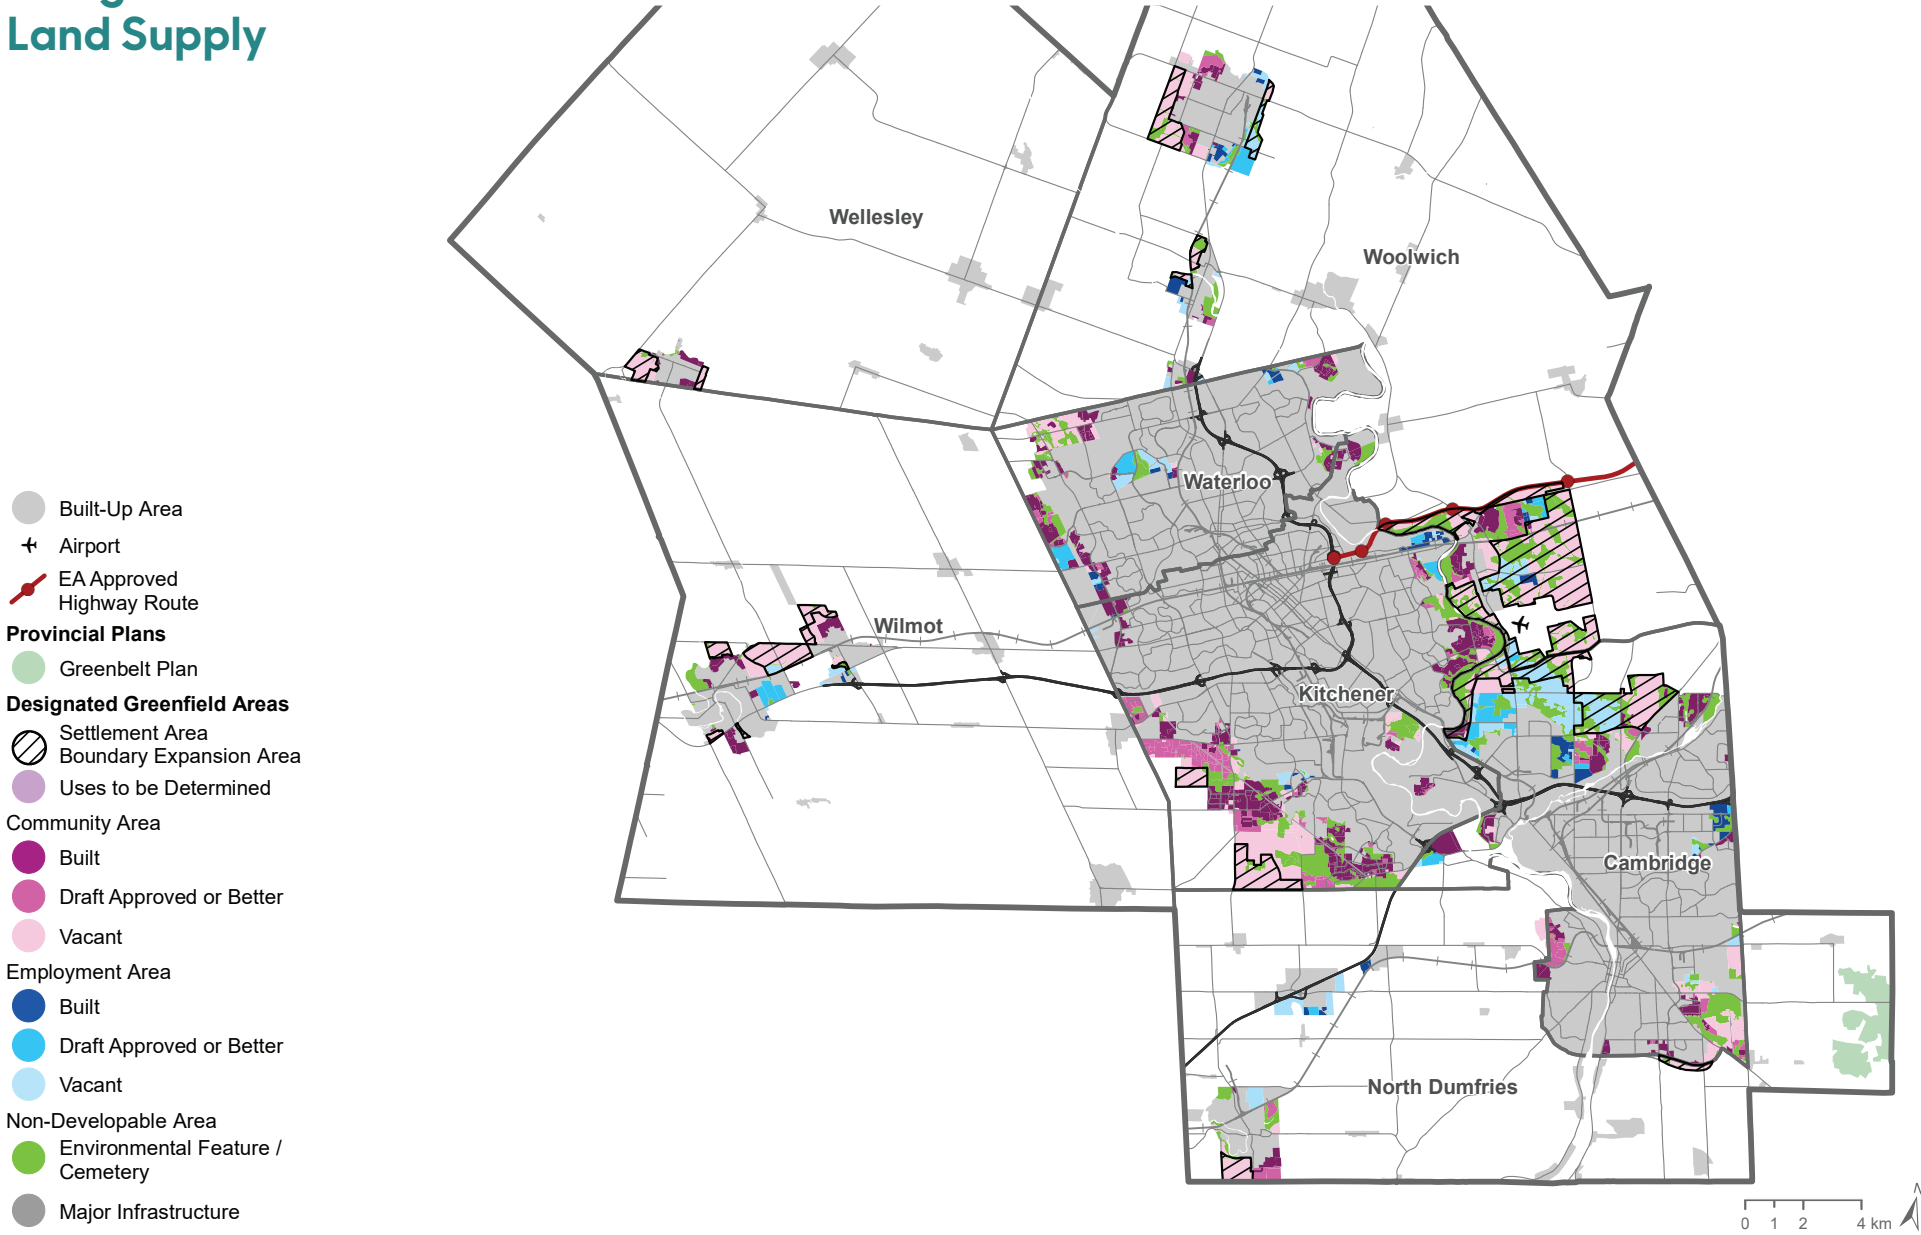 Land Supply
Built-Up Area
Airport
EA Approved
Highway Route
Provincial Plans
Greenbelt Plan
Designated Greenfield Areas
Settlement Area
Boundary Expansion Area
Uses to be Determined
Community Area
Built
Draft Approved or Better
Vacant
Employment Area
Built
Draft Approved or Better
Vacant
Non-Developable Area
Environmental Feature /
Cemetery
Major Infrastructure
Wellesley
Woolwich
Waterloo
Wilmot
Kitchener
Cambridge
North Dumfries
0 1 2 4 km